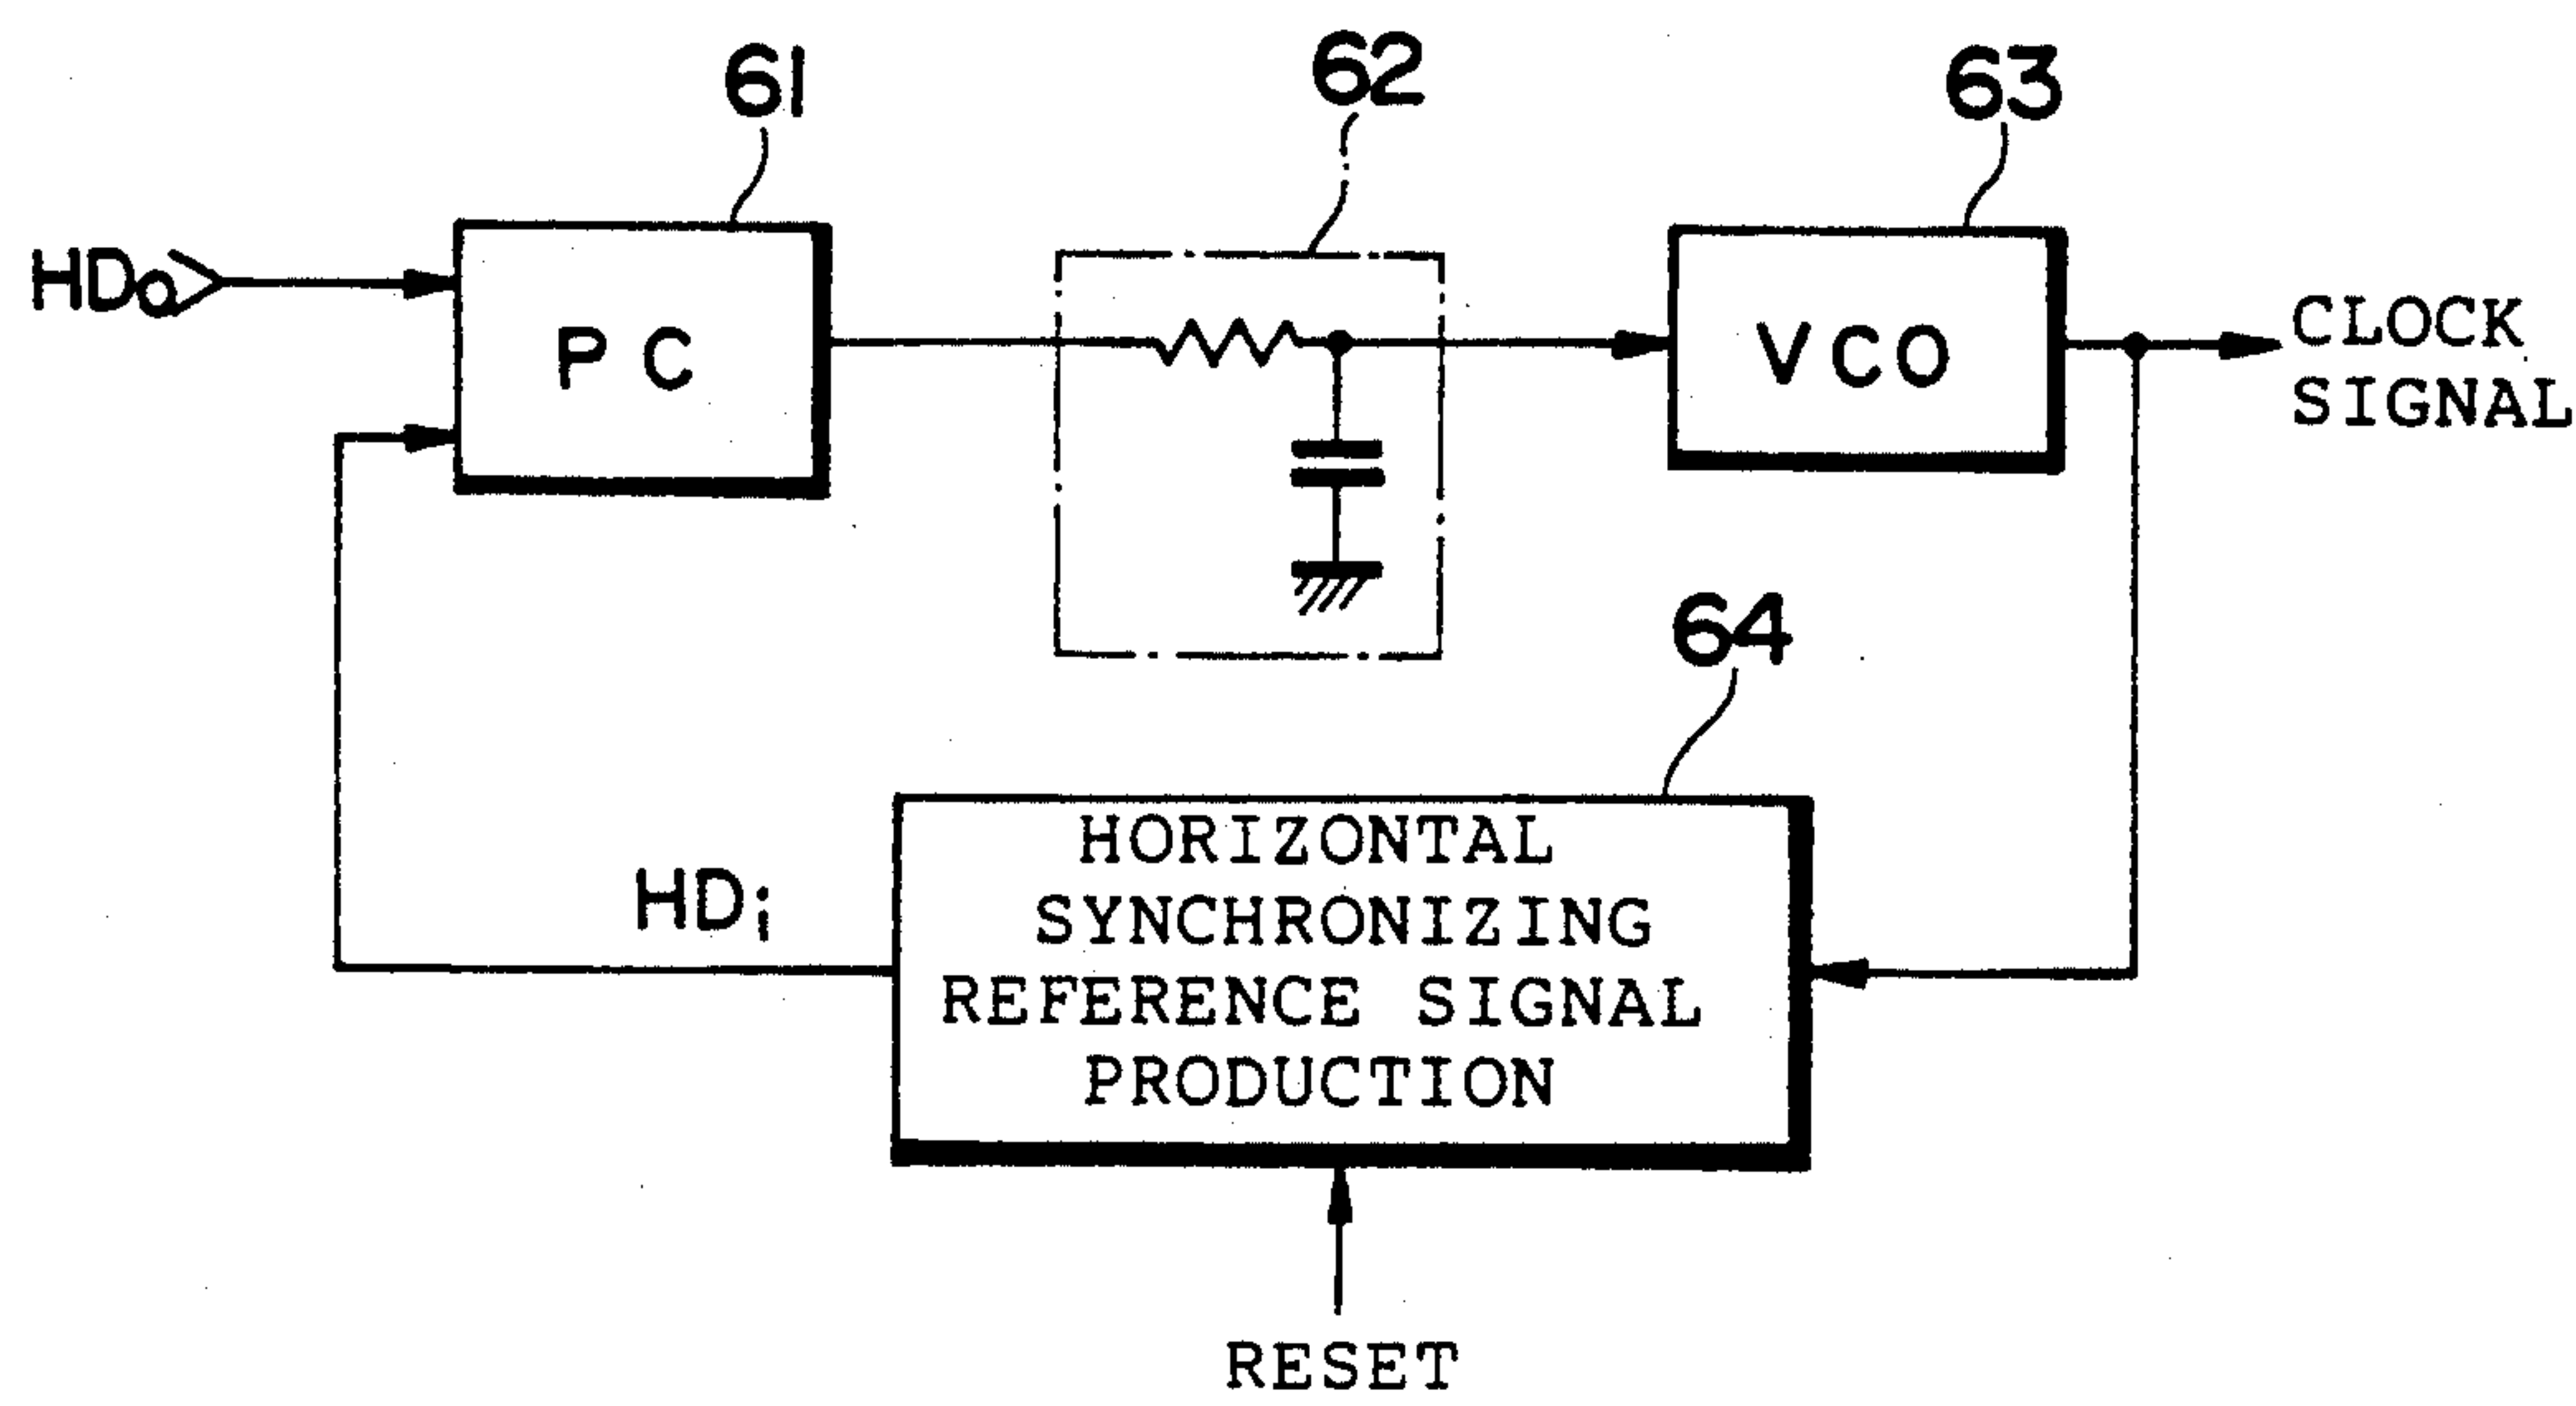 61
62
63
HDo
PC
VCO
CLOCK
SIGNAL
64
HDi
HORIZONTAL
SYNCHRONIZING
REFERENCE SIGNAL
PRODUCTION
RESET